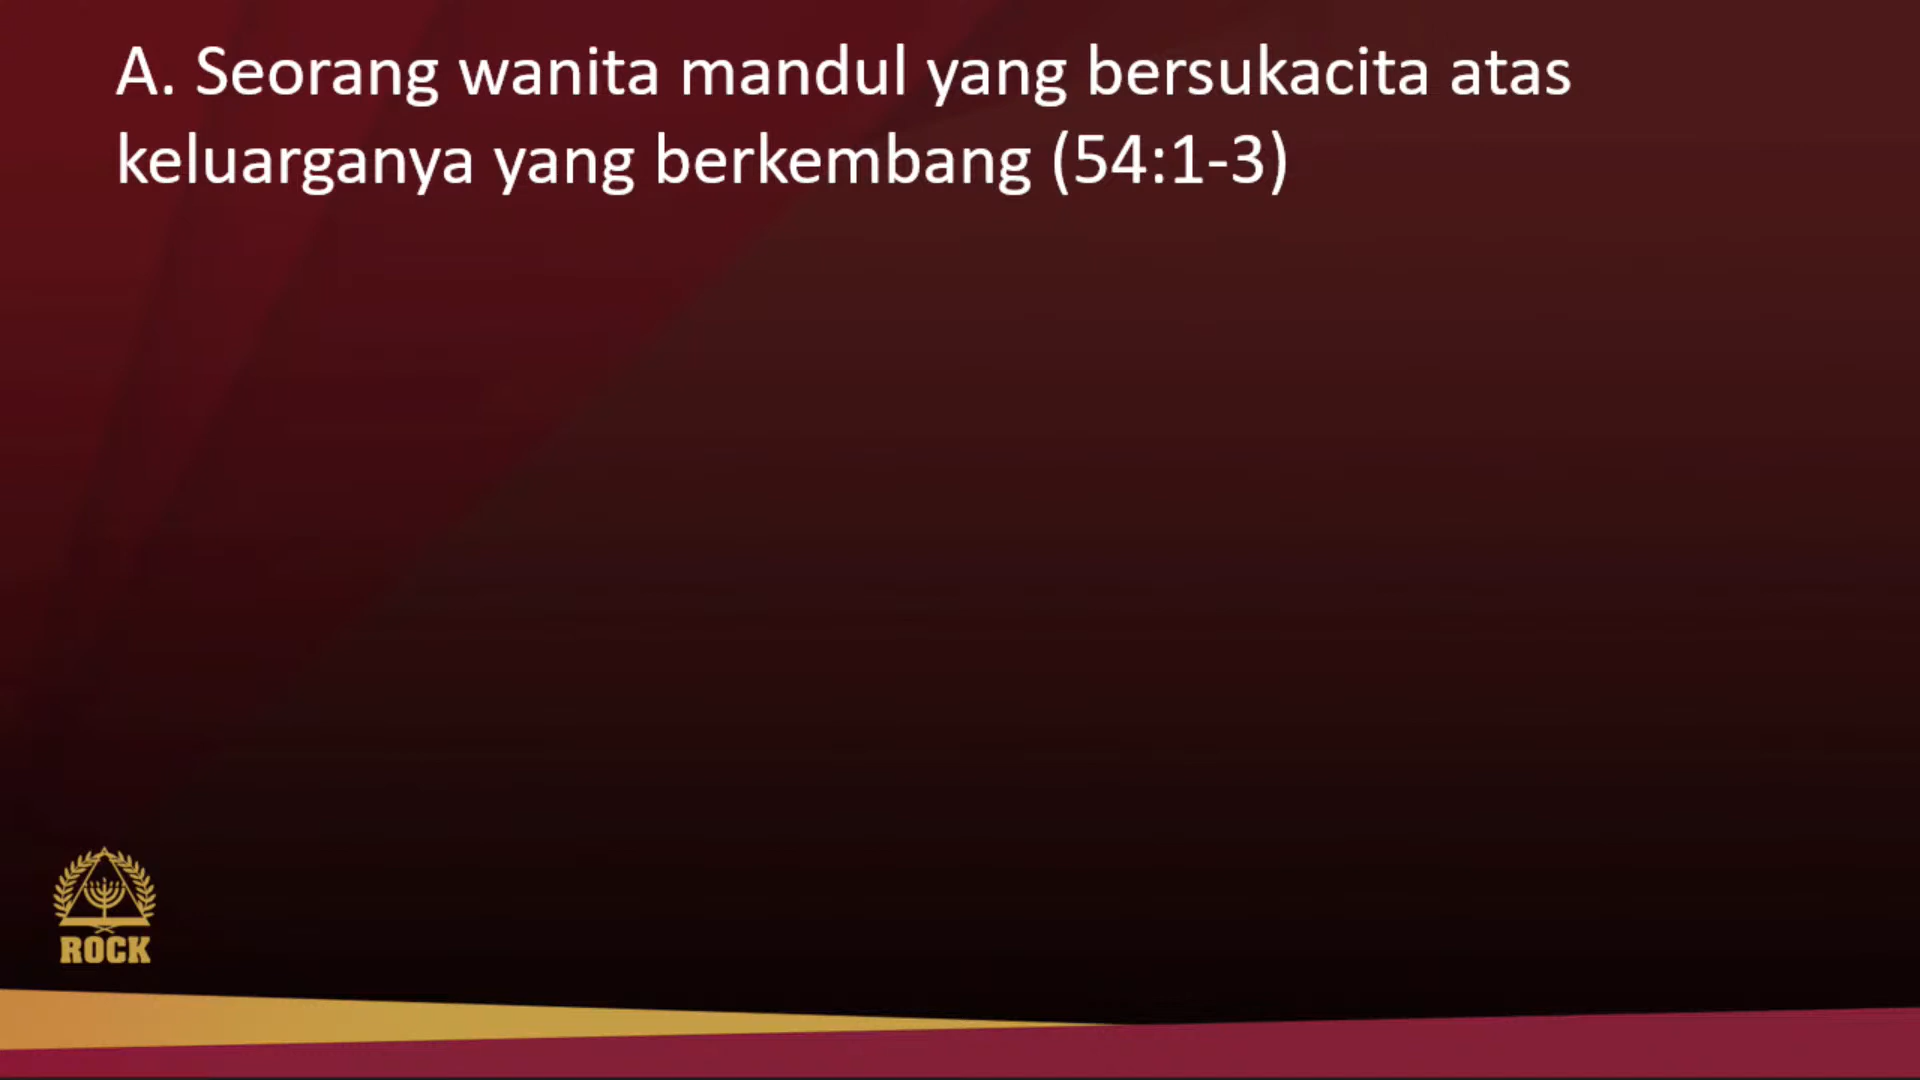 A. Seorang wanita mandul yang bersukacita atas
keluarganya yang berkembang (54:1-3)
ROCK